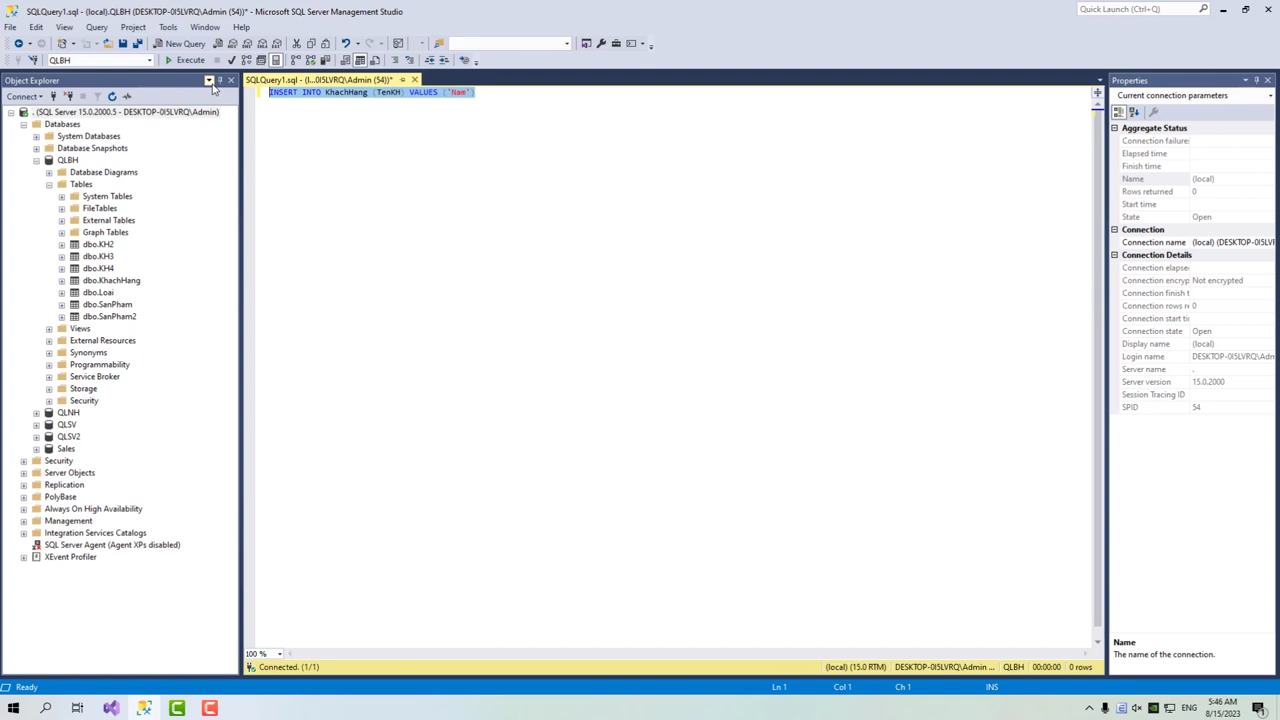 SQLQuery1.sql - (local).QLBH (DESKTOP-0I5LVRQ\Admin (54))* - Microsoft SQL Server Management Studio
Quick Launch (Ctrl+Q)
File Edit View Query Project Tools Window Help
New Query
QLBH
Execute
Object Explorer
SQLQuery1.sql - (l...0I5LVRQ\Admin (54))*
Properties
Connect
INSERT INTO KhachHang (TenKH) VALUES ('Nam')
Current connection parameters
. (SQL Server 15.0.2000.5 - DESKTOP-0I5LVRQ\Admin)
Databases
System Databases
Database Snapshots
QLBH
Database Diagrams
Tables
System Tables
FileTables
External Tables
Graph Tables
dbo.KH2
dbo.KH3
dbo.KH4
dbo.KhachHang
dbo.Loai
dbo.SanPham
dbo.SanPham2
Views
External Resources
Synonyms
Programmability
Service Broker
Storage
Security
QLNH
QLSV
QLSV2
Sales
Security
Server Objects
Replication
PolyBase
Always On High Availability
Management
Integration Services Catalogs
SQL Server Agent (Agent XPs disabled)
XEvent Profiler
Aggregate Status
Connection failure
Elapsed time
Finish time
Name (local)
Rows returned 0
Start time
State Open
Connection
Connection name (local) (DESKTOP-0I5LVR
Connection Details
Connection elapse
Connection encryp Not encrypted
Connection finish t
Connection rows re 0
Connection start tir
Connection state Open
Display name (local)
Login name DESKTOP-0I5LVRQ\Adm
Server name .
Server version 15.0.2000
Session Tracing ID
SPID 54
Name
The name of the connection.
100 %
Connected. (1/1)
(local) (15.0 RTM) DESKTOP-0I5LVRQ\Admin ... QLBH 00:00:00 0 rows
Ready
Ln 1 Col 1 Ch 1 INS
ENG
5:46 AM
8/15/2023
1